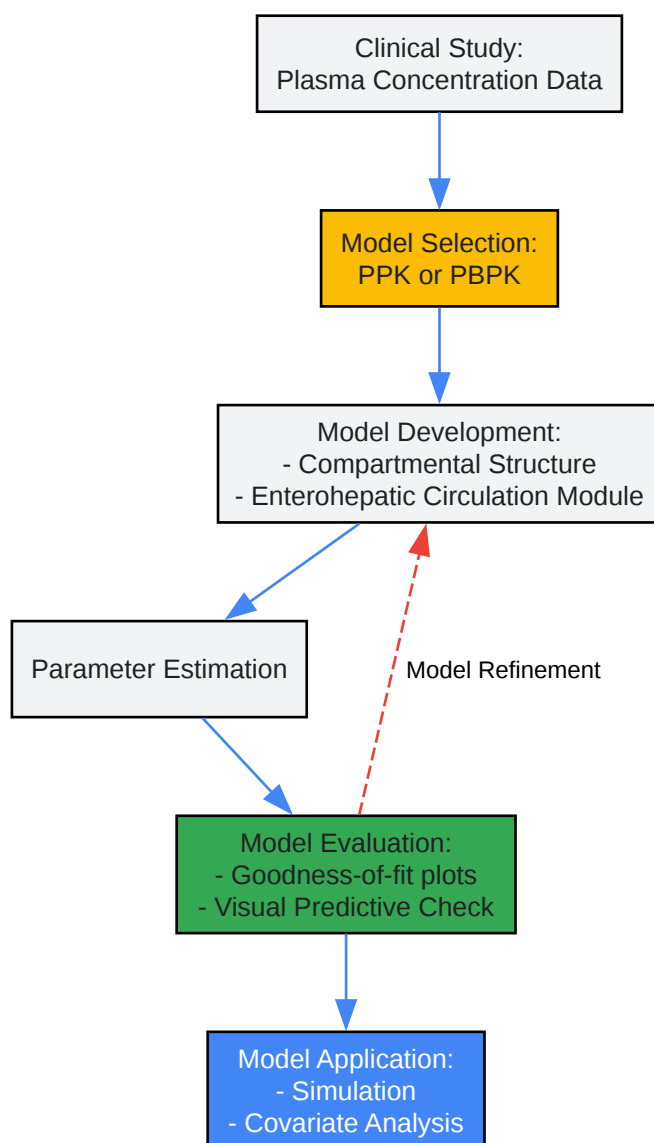 Clinical Study:
Plasma Concentration Data
Model Selection:
PPK or PBPK
Model Development:
- Compartmental Structure
- Enterohepatic Circulation Module
Parameter Estimation
Model Refinement
Model Evaluation:
- Goodness-of-fit plots
- Visual Predictive Check
Model Application:
- Simulation
- Covariate Analysis